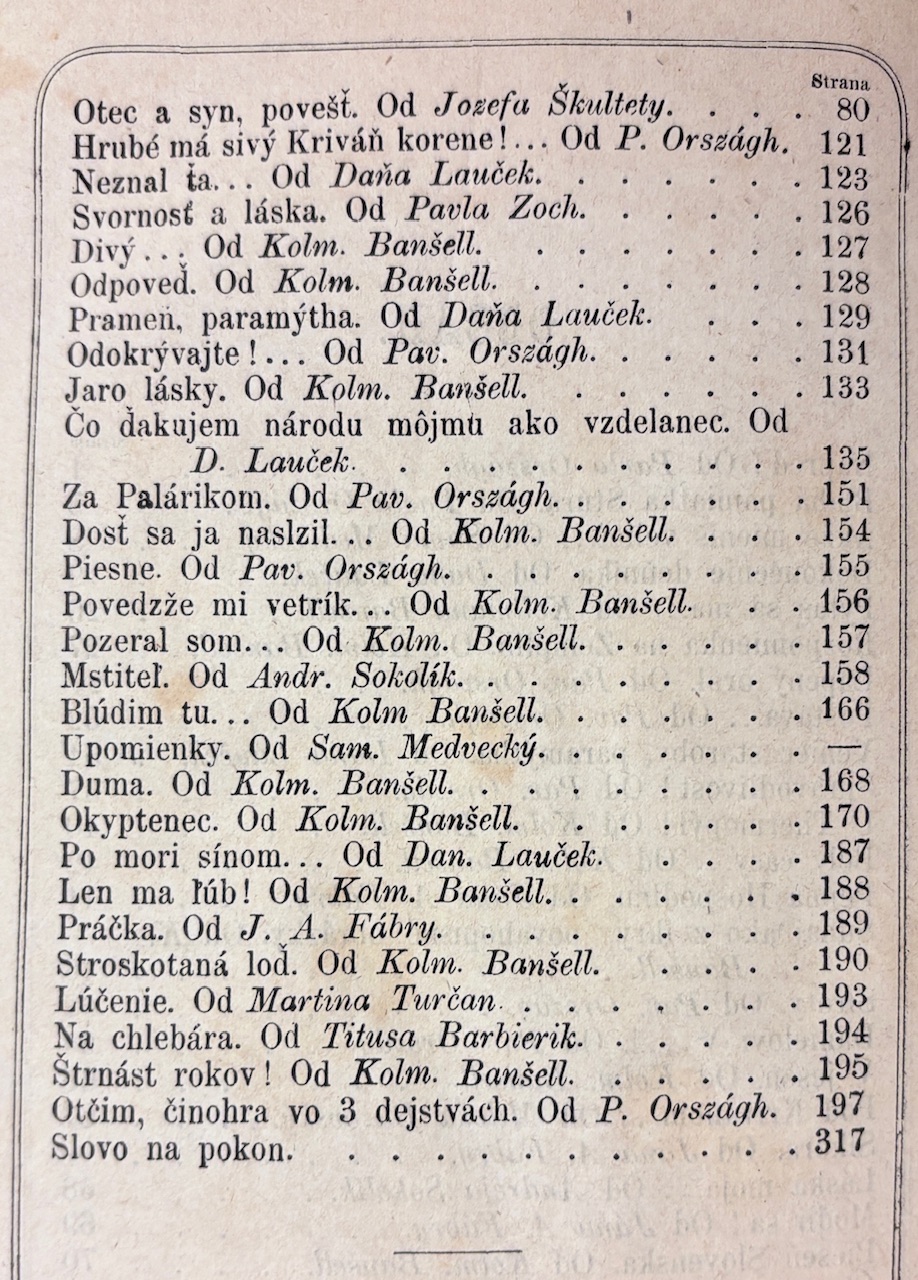 Strana
Otec a syn, povešť. Od Jozefa Škultety. . . . 80
Hrubé má sivý Kriváň korene!... Od P. Országh. 121
Neznal ťa... Od Daňa Lauček. . . . . . . 123
Svornosť a láska. Od Pavla Zoch. . . . . . 126
Divý... Od Kolm. Banšell. . . . . . . . 127
Odpoveď. Od Kolm. Banšell. . . . . . . . 128
Prameň, paramýtha. Od Daňa Lauček. . . . 129
Odokrývajte!... Od Pav. Országh. . . . . . 131
Jaro lásky. Od Kolm. Banšell. . . . . . . 133
Čo ďakujem národu môjmu ako vzdelanec. Od
D. Lauček. . . . . . . . . . . 135
Za Palárikom. Od Pav. Országh. . . . . . . 151
Dosť sa ja naslzil... Od Kolm. Banšell. . . . 154
Piesne. Od Pav. Országh. . . . . . . . . 155
Povedzže mi vetrík... Od Kolm. Banšell. . . 156
Pozeral som... Od Kolm. Banšell. . . . . . 157
Mstiteľ. Od Andr. Sokolík. . . . . . . . . 158
Blúdim tu... Od Kolm Banšell. . . . . . . 166
Upomienky. Od Sam. Medvecký. . . . . . . —
Duma. Od Kolm. Banšell. . . . . . . . . 168
Okyptenec. Od Kolm. Banšell. . . . . . . 170
Po mori sínom... Od Dan. Lauček. . . . . 187
Len ma ľúb! Od Kolm. Banšell. . . . . . . 188
Práčka. Od J. A. Fábry. . . . . . . . . 189
Stroskotaná loď. Od Kolm. Banšell. . . . . 190
Lúčenie. Od Martina Turčan. . . . . . . . 193
Na chlebára. Od Titusa Barbierik. . . . . . 194
Štrnást rokov! Od Kolm. Banšell. . . . . . 195
Otčim, činohra vo 3 dejstvách. Od P. Országh. 197
Slovo na pokon. . . . . . . . . . . . 317